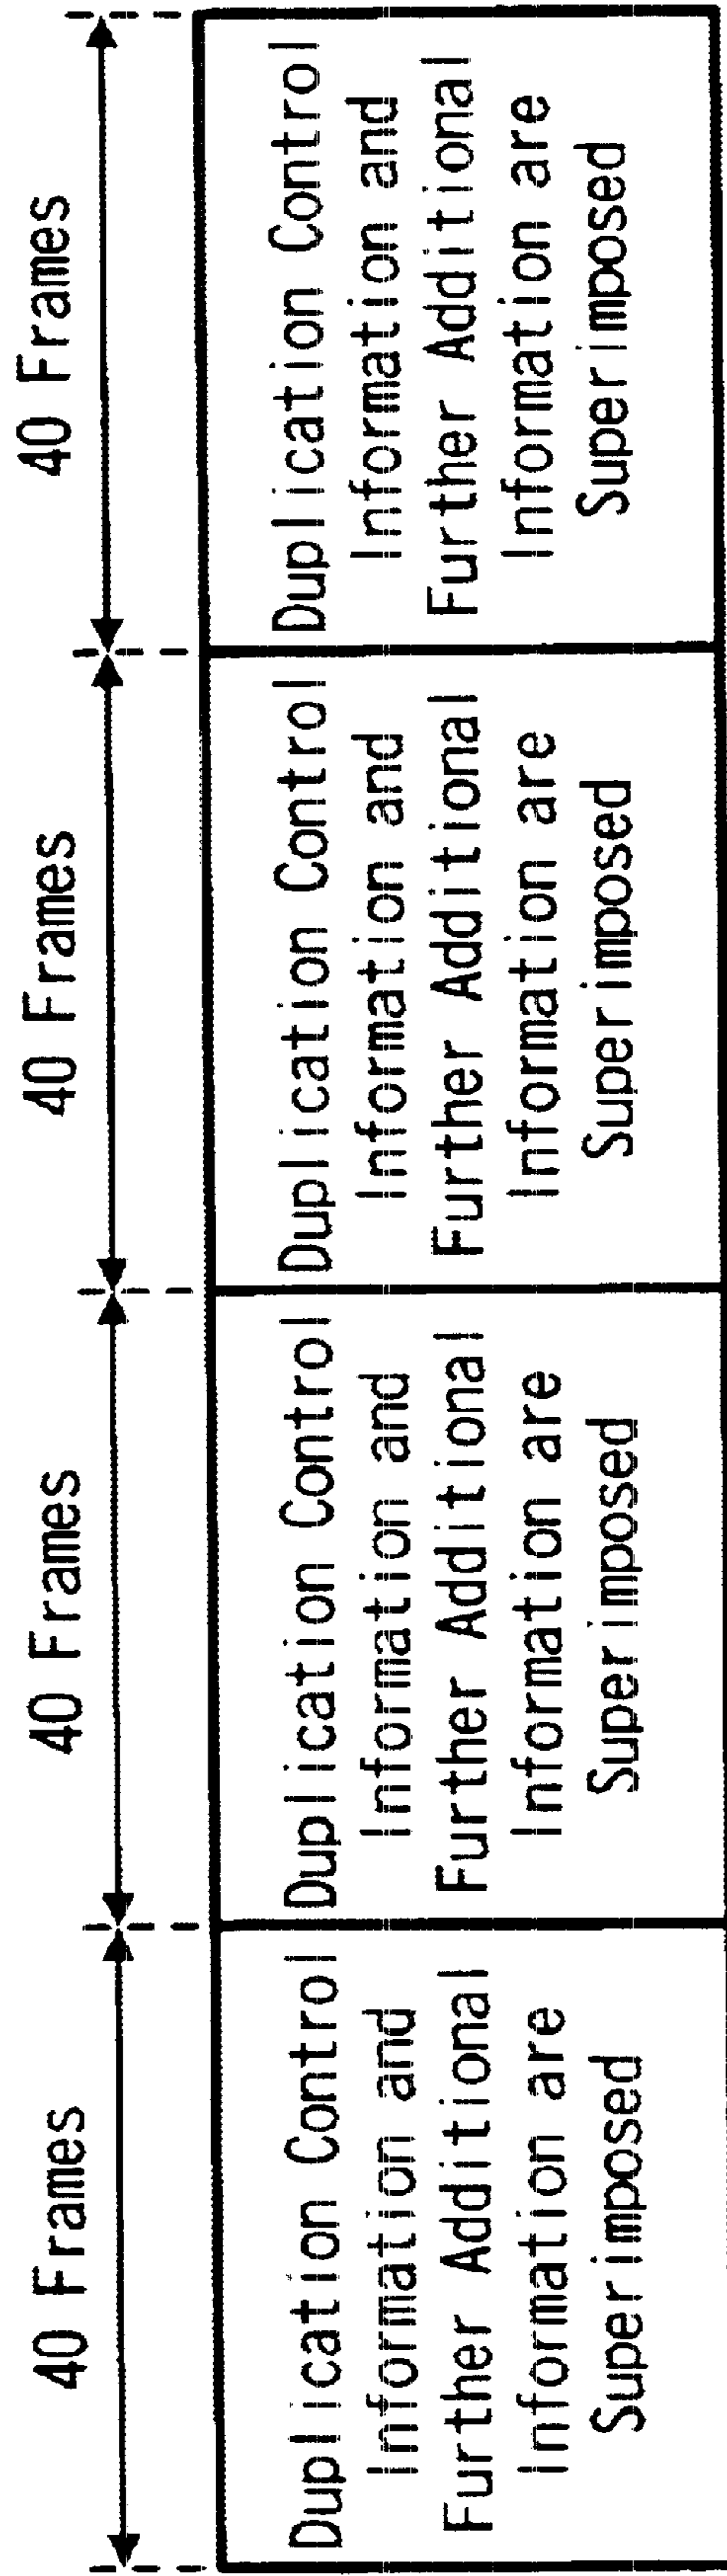 40 Frames
40 Frames
40 Frames
40 Frames
Duplication Control
Information and
Further Additional
Information are
Superimposed
Duplication Control
Information and
Further Additional
Information are
Superimposed
Duplication Control
Information and
Further Additional
Information are
Superimposed
Duplication Control
Information and
Further Additional
Information are
Superimposed